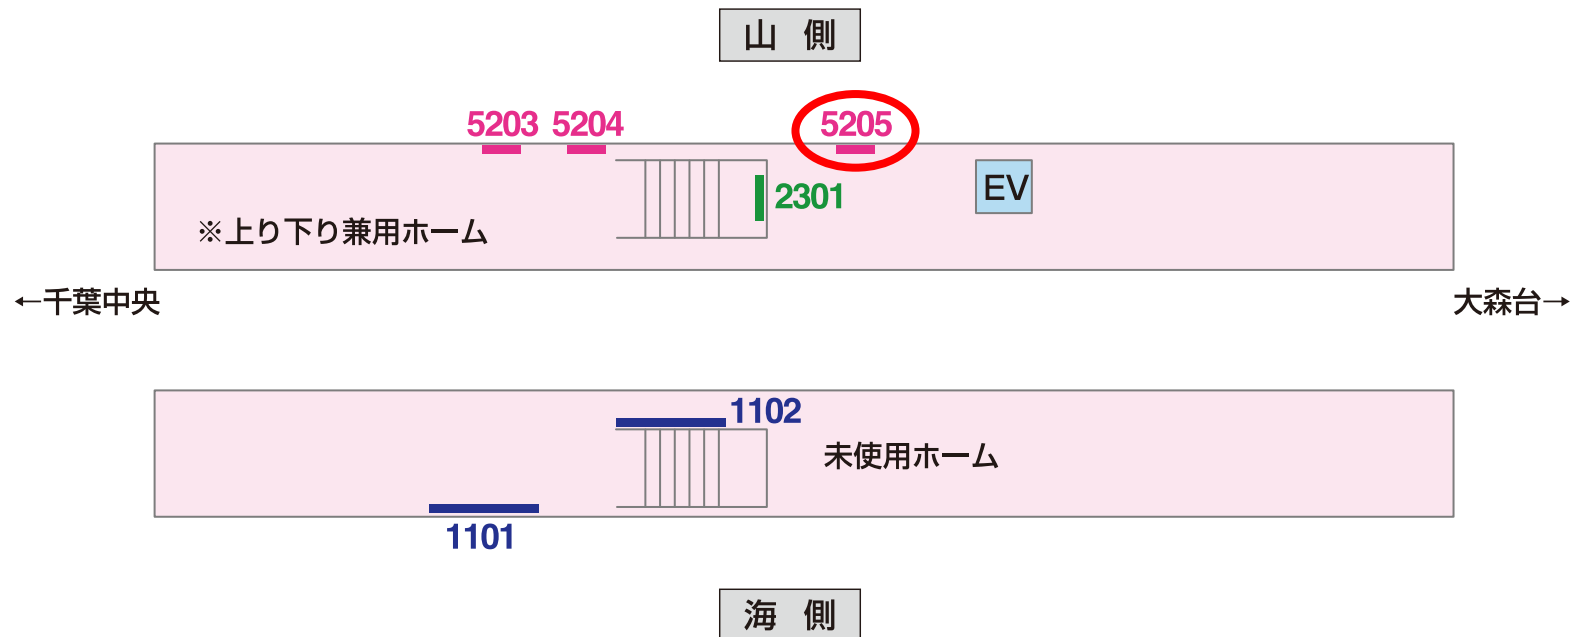 山側
5203 5204 5205
2301
EV
※上り下り兼用ホーム
←千葉中央
大森台→
1102
未使用ホーム
1101
海側